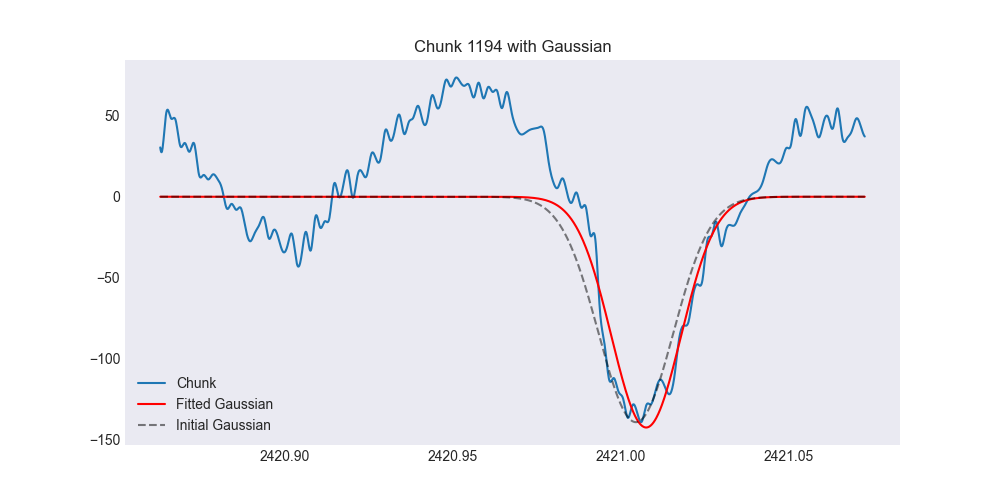 Chunk 1194 with Gaussian
50
0
−50
−100
−150
Chunk
Fitted Gaussian
Initial Gaussian
2420.90 2420.95 2421.00 2421.05